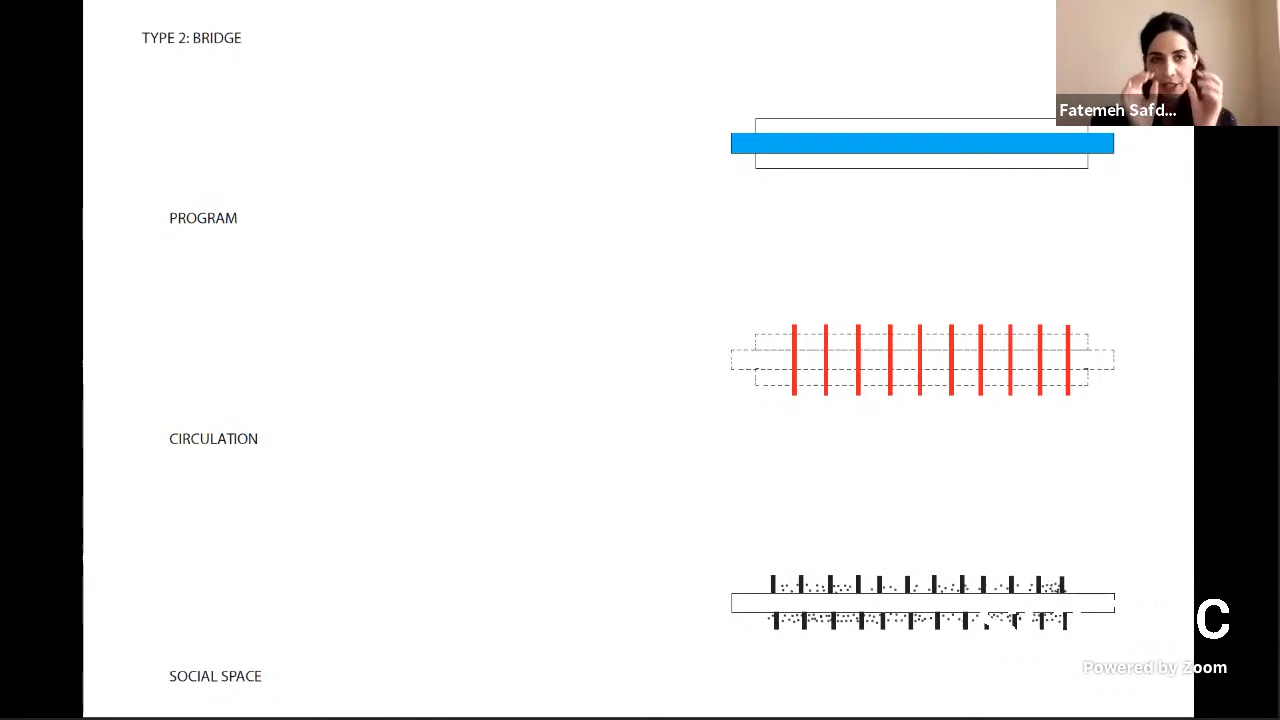 TYPE 2: BRIDGE
Fatemeh Safd...
PROGRAM
CIRCULATION
Powered by Zoom
SOCIAL SPACE